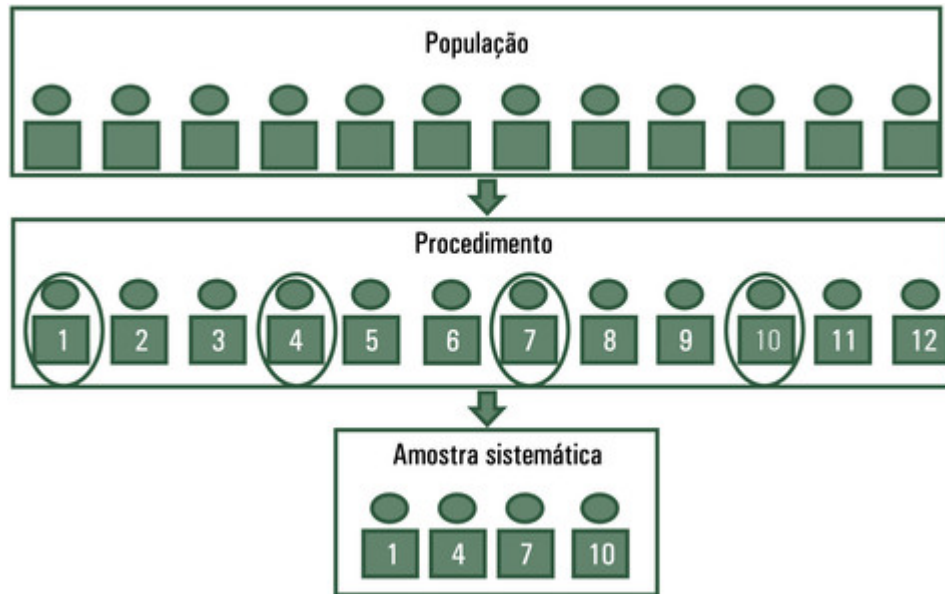 População
Procedimento
1 2 3 4 5 6 7 8 9 10 11 12
Amostra sistemática
1 4 7 10